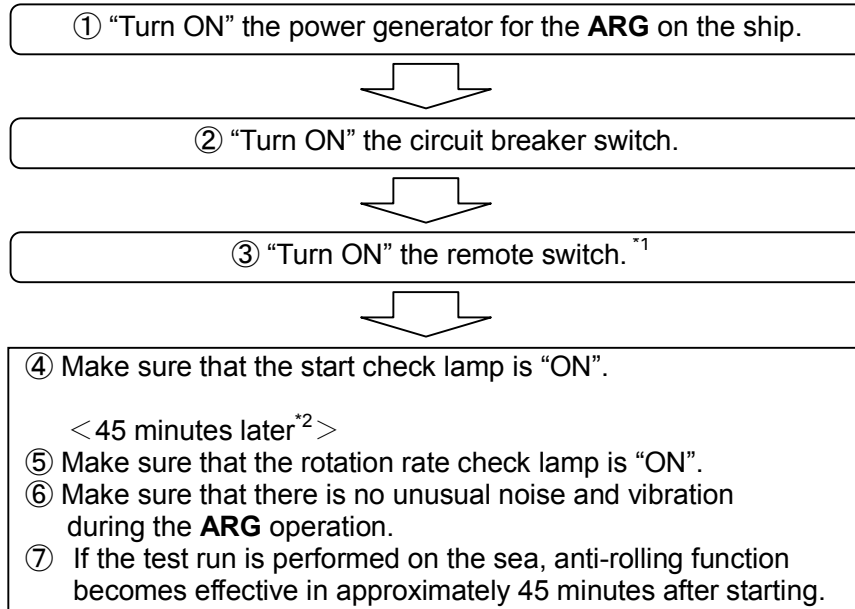 ① “Turn ON” the power generator for the ARG on the ship.
② “Turn ON” the circuit breaker switch.
③ “Turn ON” the remote switch. *1
④ Make sure that the start check lamp is “ON”.
＜45 minutes later*2＞
⑤ Make sure that the rotation rate check lamp is “ON”.
⑥ Make sure that there is no unusual noise and vibration
during the ARG operation.
⑦ If the test run is performed on the sea, anti-rolling function
becomes effective in approximately 45 minutes after starting.